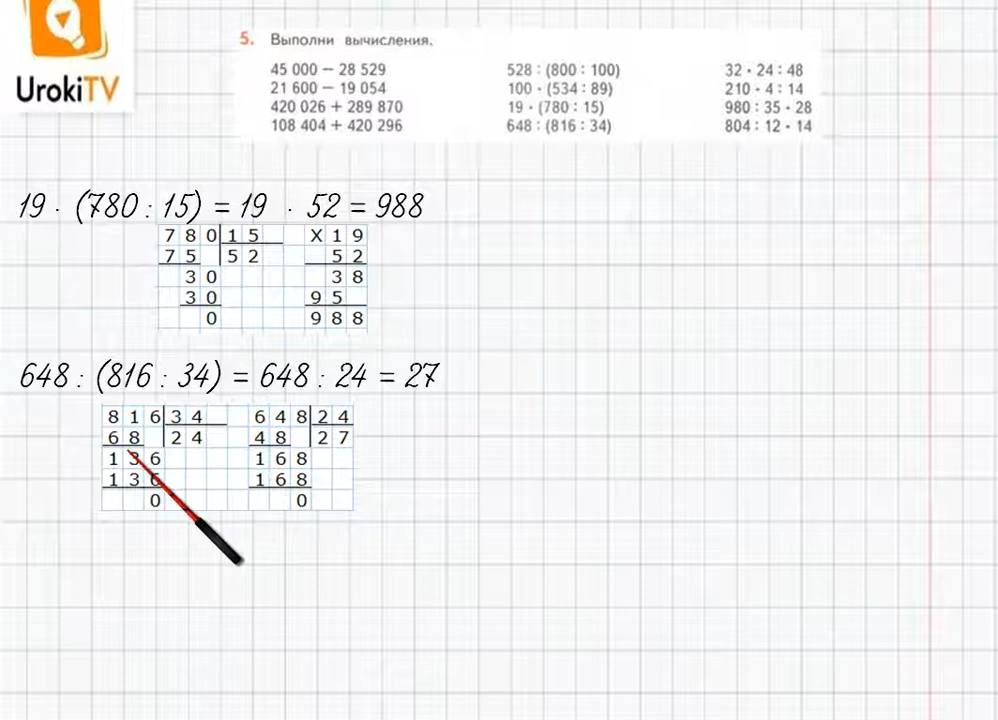 UrokiTV
5. Выполни вычисления.
45 000 − 28 529
21 600 − 19 054
420 026 + 289 870
108 404 + 420 296
528 : (800 : 100)
100 · (534 : 89)
19 · (780 : 15)
648 : (816 : 34)
32 · 24 : 48
210 · 4 : 14
980 : 35 · 28
804 : 12 · 14
19 · (780 : 15) = 19 · 52 = 988
780 15
75 52
30
30
0
X 19
52
38
95
988
648 : (816 : 34) = 648 : 24 = 27
816 34
68 24
136
136
0
648 24
48 27
168
168
0